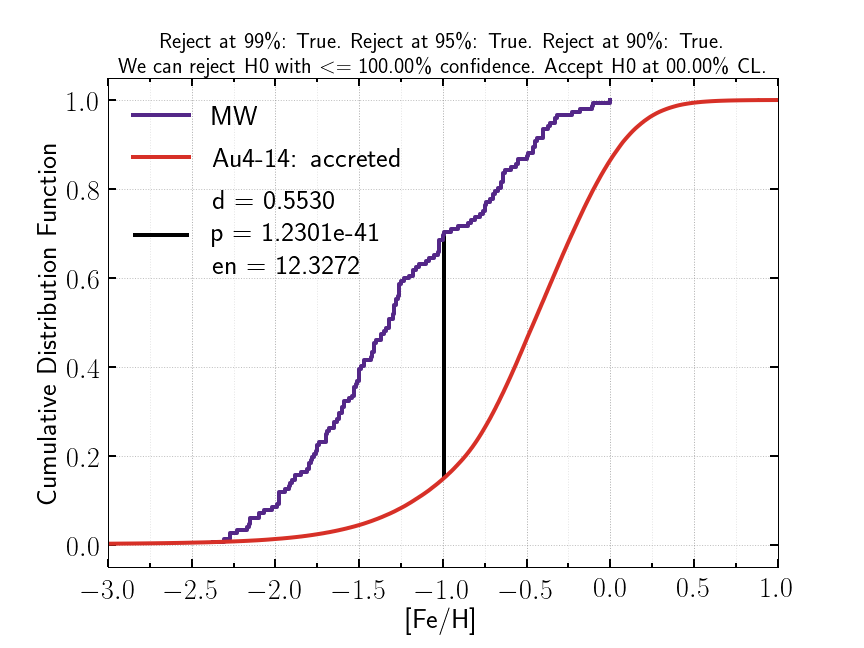 Reject at 99%: True. Reject at 95%: True. Reject at 90%: True.
We can reject H0 with <= 100.00% confidence. Accept H0 at 00.00% CL.
MW
Au4-14: accreted
d = 0.5530
p = 1.2301e-41
en = 12.3272
Cumulative Distribution Function
1.0
0.8
0.6
0.4
0.2
0.0
−3.0 −2.5 −2.0 −1.5 −1.0 −0.5 0.0 0.5 1.0
[Fe/H]